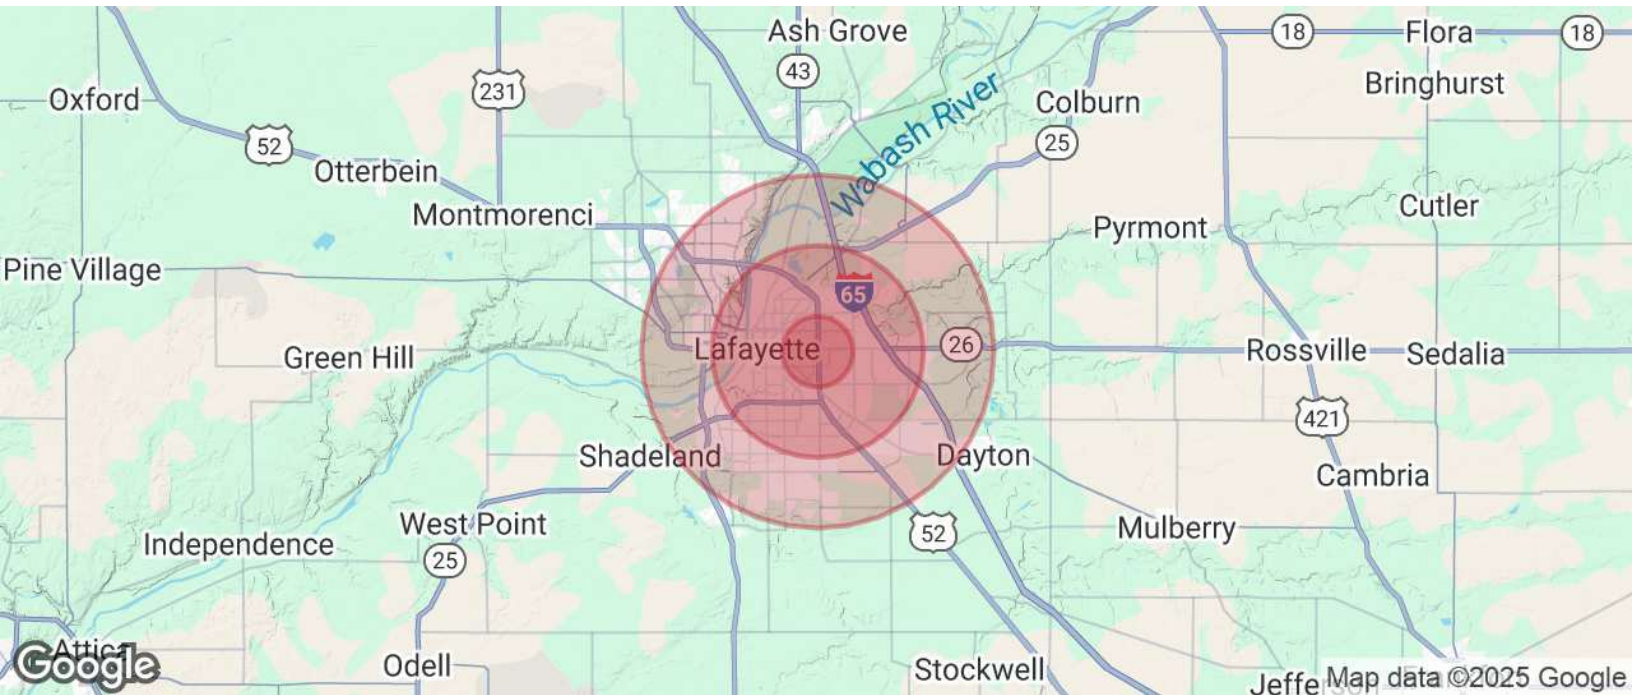 Ash Grove
18
Flora
18
43
231
Bringhurst
Oxford
Colburn
52
25
Wabash River
Otterbein
Montmorenci
Cutler
Pyrmont
Pine Village
65
Green Hill
Lafayette
26
Rossville
Sedalia
421
Shadeland
Dayton
Cambria
West Point
Independence
52
Mulberry
25
Attica
Google
Odell
Stockwell
Map data ©2025 Google